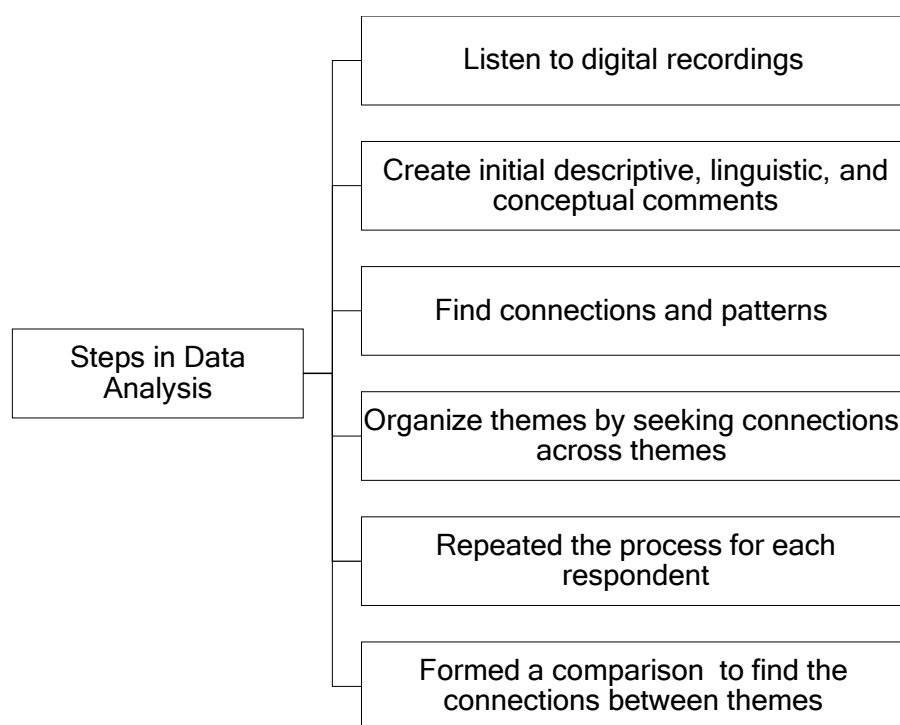 Listen to digital recordings
Create initial descriptive, linguistic, and
conceptual comments
Find connections and patterns
Steps in Data
Analysis
Organize themes by seeking connections
across themes
Repeated the process for each
respondent
Formed a comparison  to find the
connections between themes